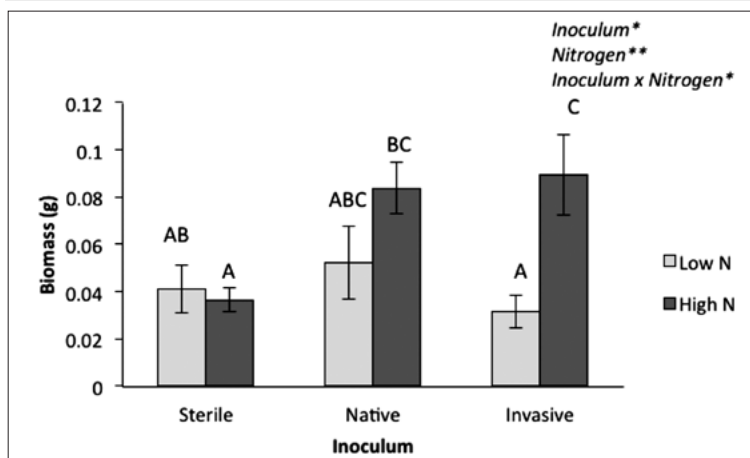 Inoculum*
Nitrogen**
Inoculum x Nitrogen*
0.12
0.1
0.08
0.06
0.04
0.02
0
Biomass (g)
AB
A
ABC
BC
A
C
Low N
High N
Sterile
Native
Invasive
Inoculum